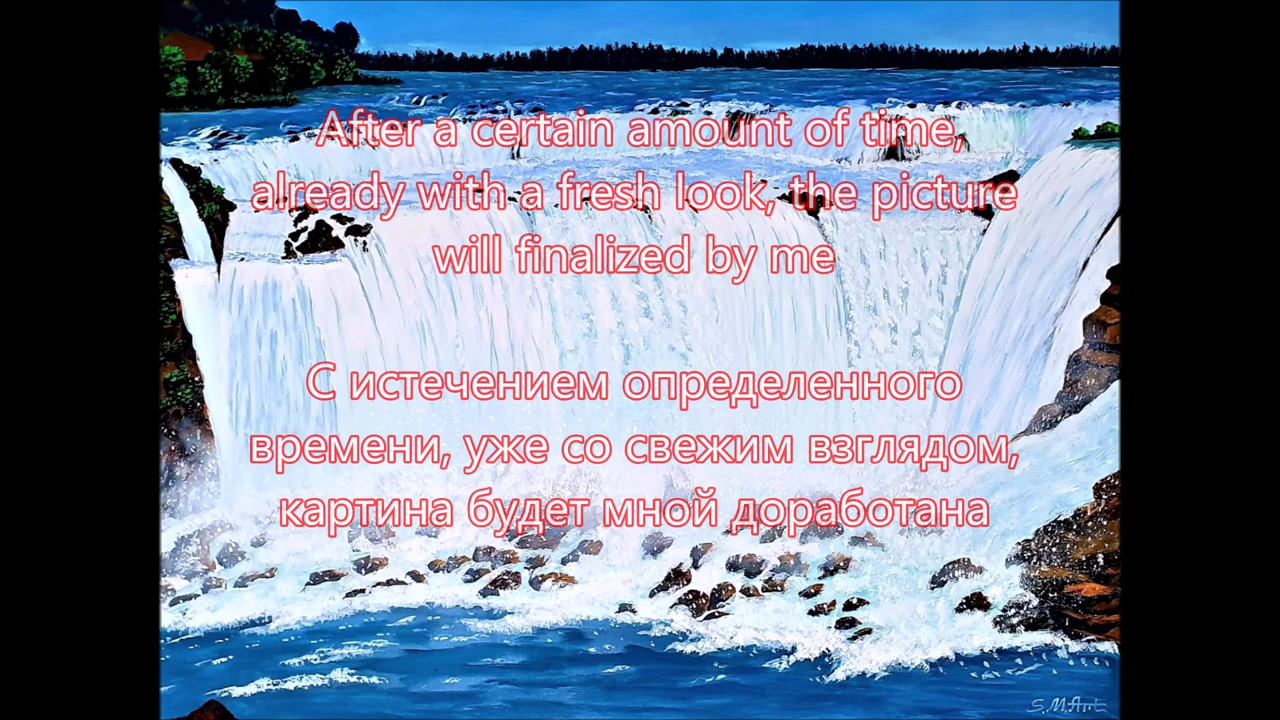 After a certain amount of time,
already with a fresh look, the picture
will finalized by me
С истечением определенного
времени, уже со свежим взглядом,
картина будет мной доработана
S.M.Art